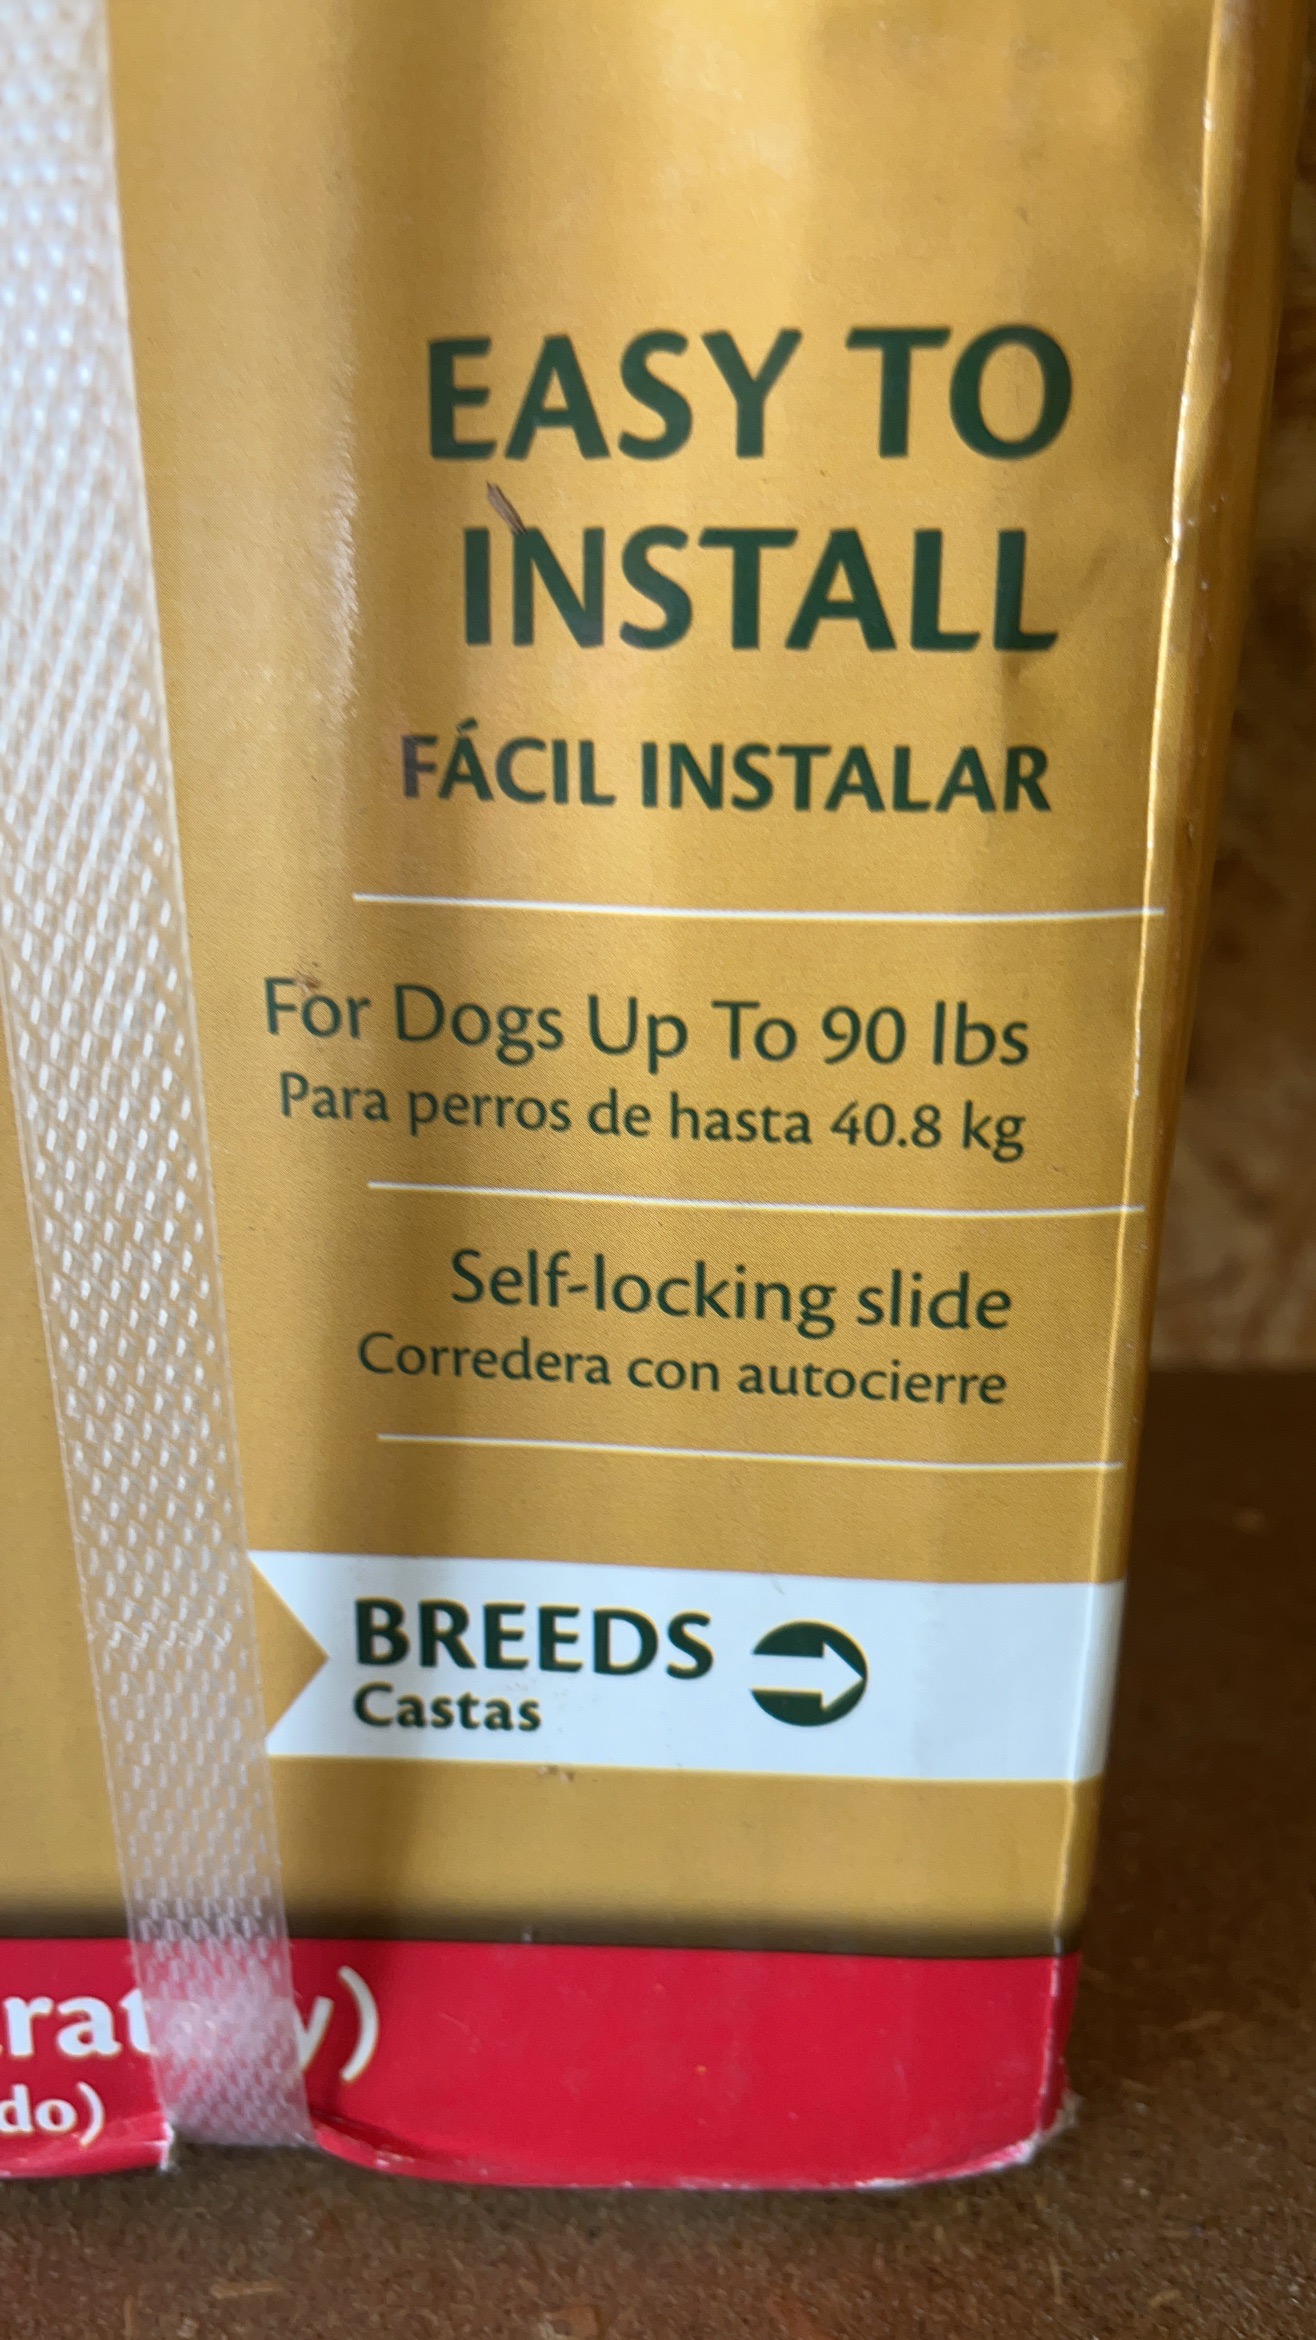 EASY TO
INSTALL
FÁCIL INSTALAR
For Dogs Up To 90 lbs
Para perros de hasta 40.8 kg
Self-locking slide
Corredera con autocierre
BREEDS
Castas